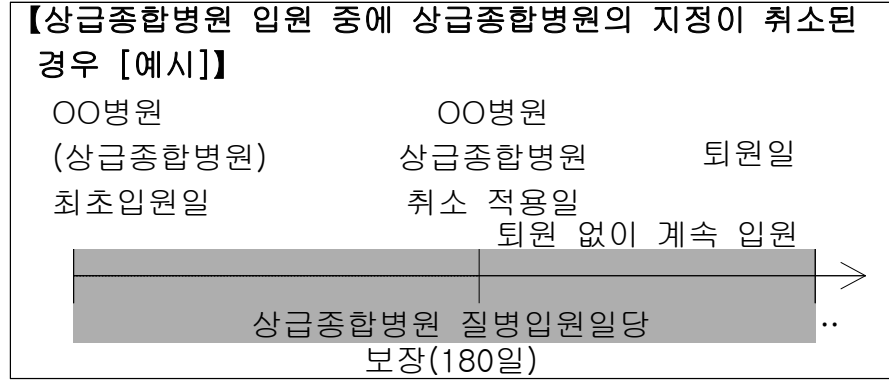 【상급종합병원 입원 중에 상급종합병원의 지정이 취소된
경우 [예시]】
OO병원
(상급종합병원)
최초입원일
OO병원
상급종합병원
취소 적용일
퇴원일
퇴원 없이 계속 입원
상급종합병원 질병입원일당
보장(180일)
..